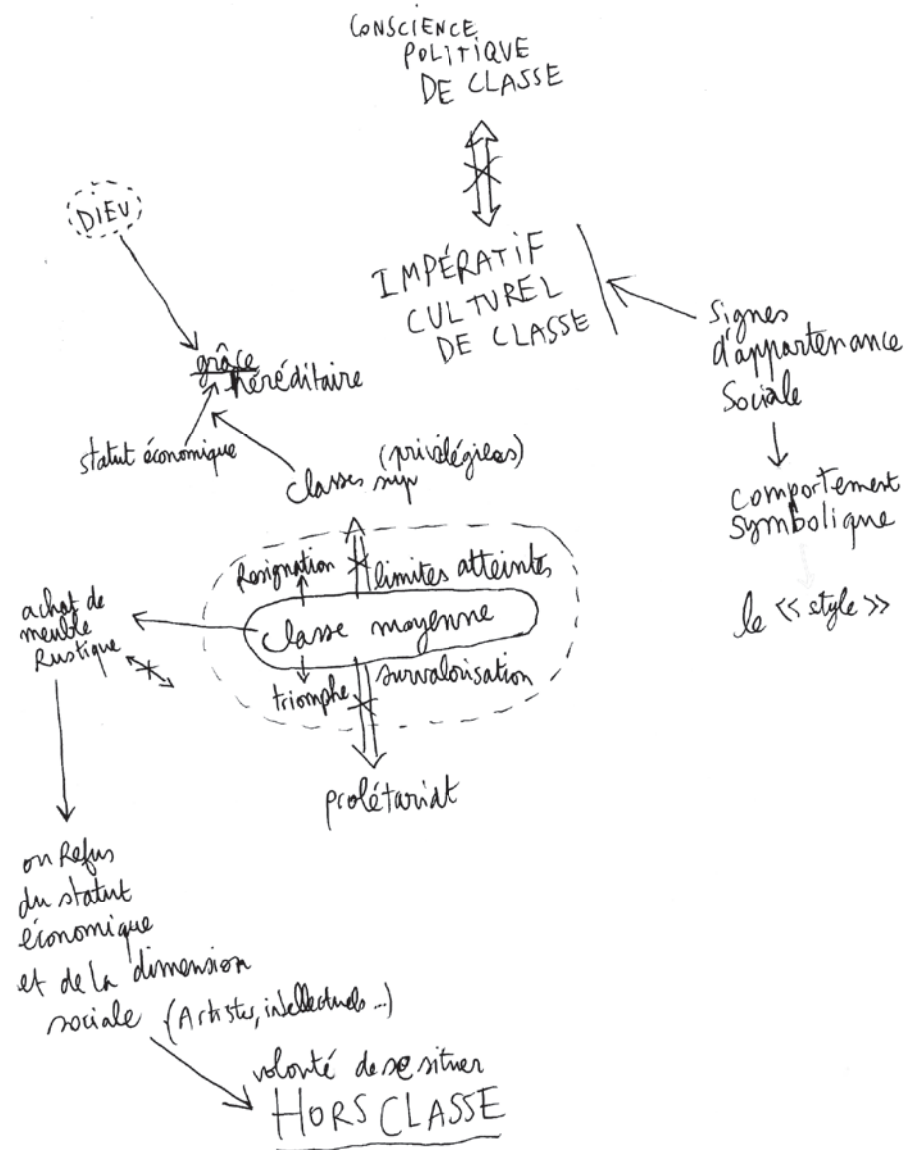 CONSCIENCE
POLITIQUE
DE CLASSE
DIEU
IMPÉRATIF
CULTUREL
DE CLASSE
signes
d'appartenance
Sociale
grâce
héréditaire
statut économique
(privilégiées)
classes sup
comportement
symbolique
Resignation
limites atteintes
achat de
meuble
Rustique
classe moyenne
le << style >>
triomphe
survalorisation
prolétariat
on Refus
du statut
économique
et de la dimension
sociale (Artistes, intellectuels...)
volonté de se situer
HORS CLASSE